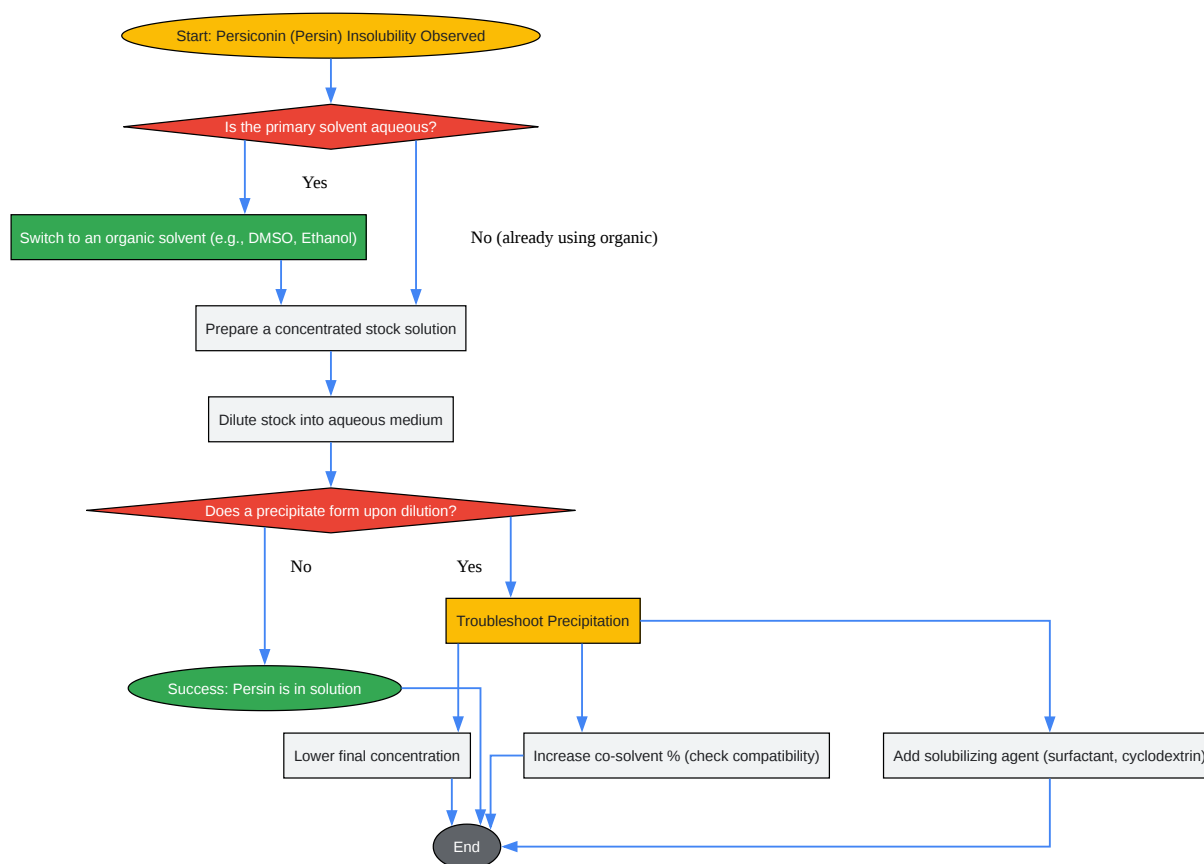 Start: Persiconin (Persin) Insolubility Observed
Is the primary solvent aqueous?
Yes
Switch to an organic solvent (e.g., DMSO, Ethanol)
No (already using organic)
Prepare a concentrated stock solution
Dilute stock into aqueous medium
Does a precipitate form upon dilution?
No
Yes
Troubleshoot Precipitation
Success: Persin is in solution
Lower final concentration
Increase co-solvent % (check compatibility)
Add solubilizing agent (surfactant, cyclodextrin)
End